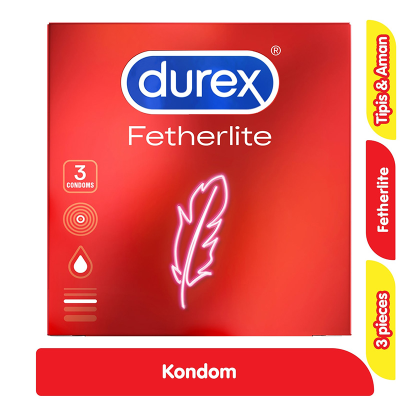 durex®
Fetherlite
3
CONDOMS
Tipis & Aman
Fetherlite
3 pieces
Kondom